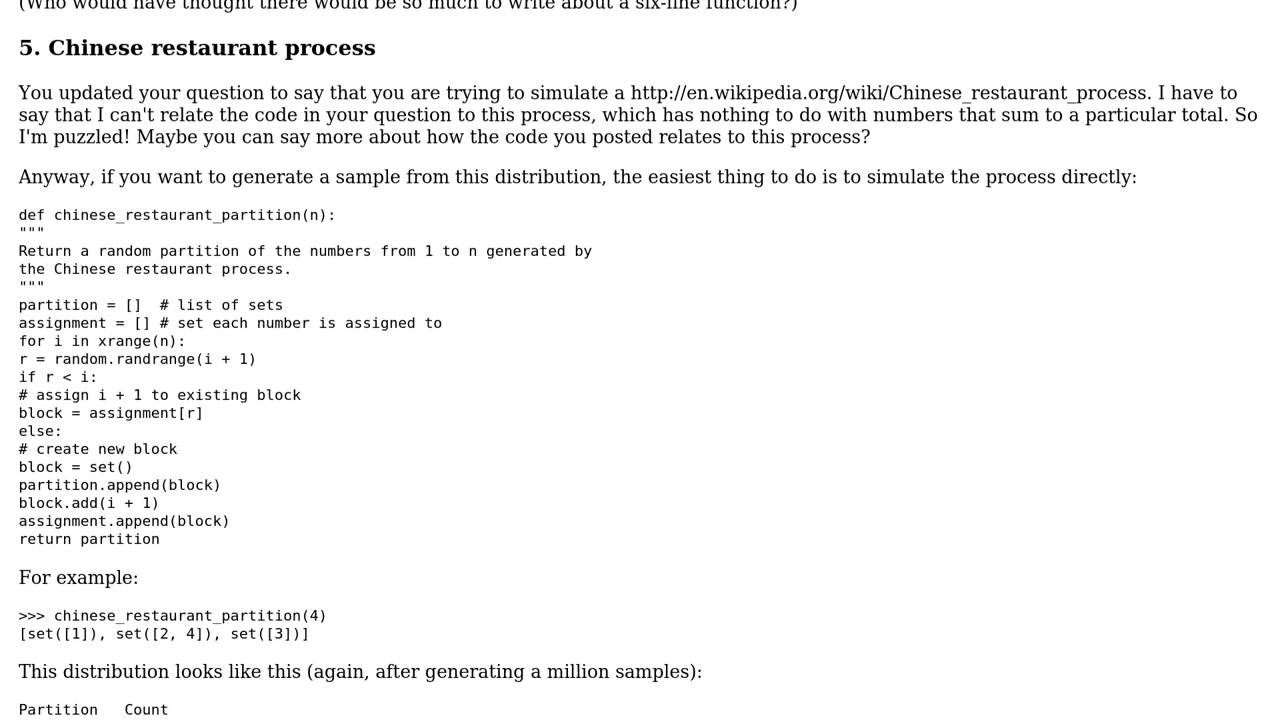 (Who would have thought there would be so much to write about a six-line function?)
5. Chinese restaurant process
You updated your question to say that you are trying to simulate a http://en.wikipedia.org/wiki/Chinese_restaurant_process. I have to
say that I can't relate the code in your question to this process, which has nothing to do with numbers that sum to a particular total. So
I'm puzzled! Maybe you can say more about how the code you posted relates to this process?
Anyway, if you want to generate a sample from this distribution, the easiest thing to do is to simulate the process directly:
def chinese_restaurant_partition(n):
"""
Return a random partition of the numbers from 1 to n generated by
the Chinese restaurant process.
"""
partition = []  # list of sets
assignment = [] # set each number is assigned to
for i in xrange(n):
r = random.randrange(i + 1)
if r < i:
# assign i + 1 to existing block
block = assignment[r]
else:
# create new block
block = set()
partition.append(block)
block.add(i + 1)
assignment.append(block)
return partition
For example:
>>> chinese_restaurant_partition(4)
[set([1]), set([2, 4]), set([3])]
This distribution looks like this (again, after generating a million samples):
Partition   Count